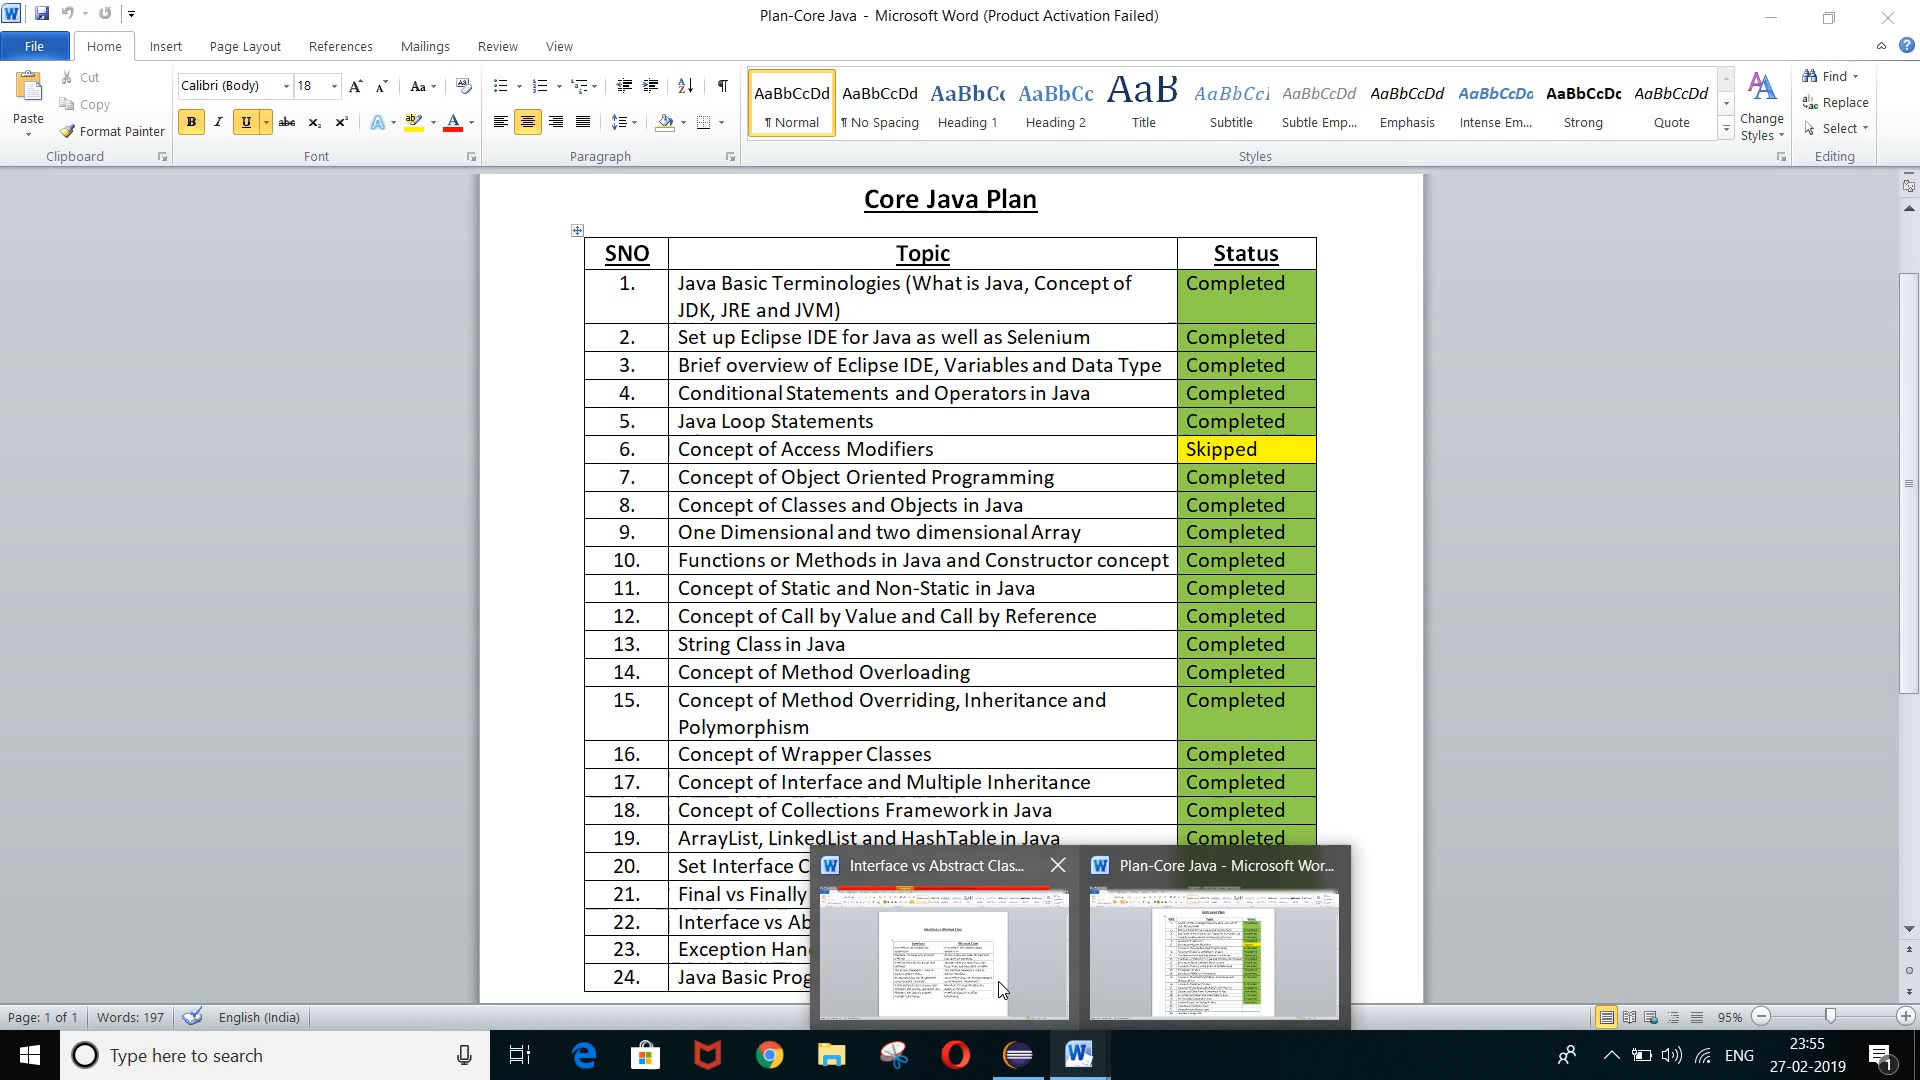 Plan-Core Java - Microsoft Word (Product Activation Failed)
File Home Insert Page Layout References Mailings Review View
Paste
Cut
Copy
Format Painter
Clipboard
Calibri (Body) 18
Font
Paragraph
AaBbCcDd AaBbCcDd AaBbCc AaBbCc AaB AaBbCcI AaBbCcDd AaBbCcDd AaBbCcDd AaBbCcDc AaBbCcDd
¶ Normal ¶ No Spacing Heading 1 Heading 2 Title Subtitle Subtle Emp... Emphasis Intense Em... Strong Quote
Styles
Change Styles
Find
Replace
Select
Editing
Core Java Plan
SNO Topic Status
1. Java Basic Terminologies (What is Java, Concept of Completed
JDK, JRE and JVM)
2. Set up Eclipse IDE for Java as well as Selenium Completed
3. Brief overview of Eclipse IDE, Variables and Data Type Completed
4. Conditional Statements and Operators in Java Completed
5. Java Loop Statements Completed
6. Concept of Access Modifiers Skipped
7. Concept of Object Oriented Programming Completed
8. Concept of Classes and Objects in Java Completed
9. One Dimensional and two dimensional Array Completed
10. Functions or Methods in Java and Constructor concept Completed
11. Concept of Static and Non-Static in Java Completed
12. Concept of Call by Value and Call by Reference Completed
13. String Class in Java Completed
14. Concept of Method Overloading Completed
15. Concept of Method Overriding, Inheritance and Completed
Polymorphism
16. Concept of Wrapper Classes Completed
17. Concept of Interface and Multiple Inheritance Completed
18. Concept of Collections Framework in Java Completed
19. ArrayList, LinkedList and HashTable in Java Completed
20. Set Interface C
21. Final vs Finally
22. Interface vs Ab
23. Exception Han
24. Java Basic Prog
Interface vs Abstract Clas...
Plan-Core Java - Microsoft Wor...
Page: 1 of 1 Words: 197 English (India) 95%
Type here to search
ENG
23:55
27-02-2019
1